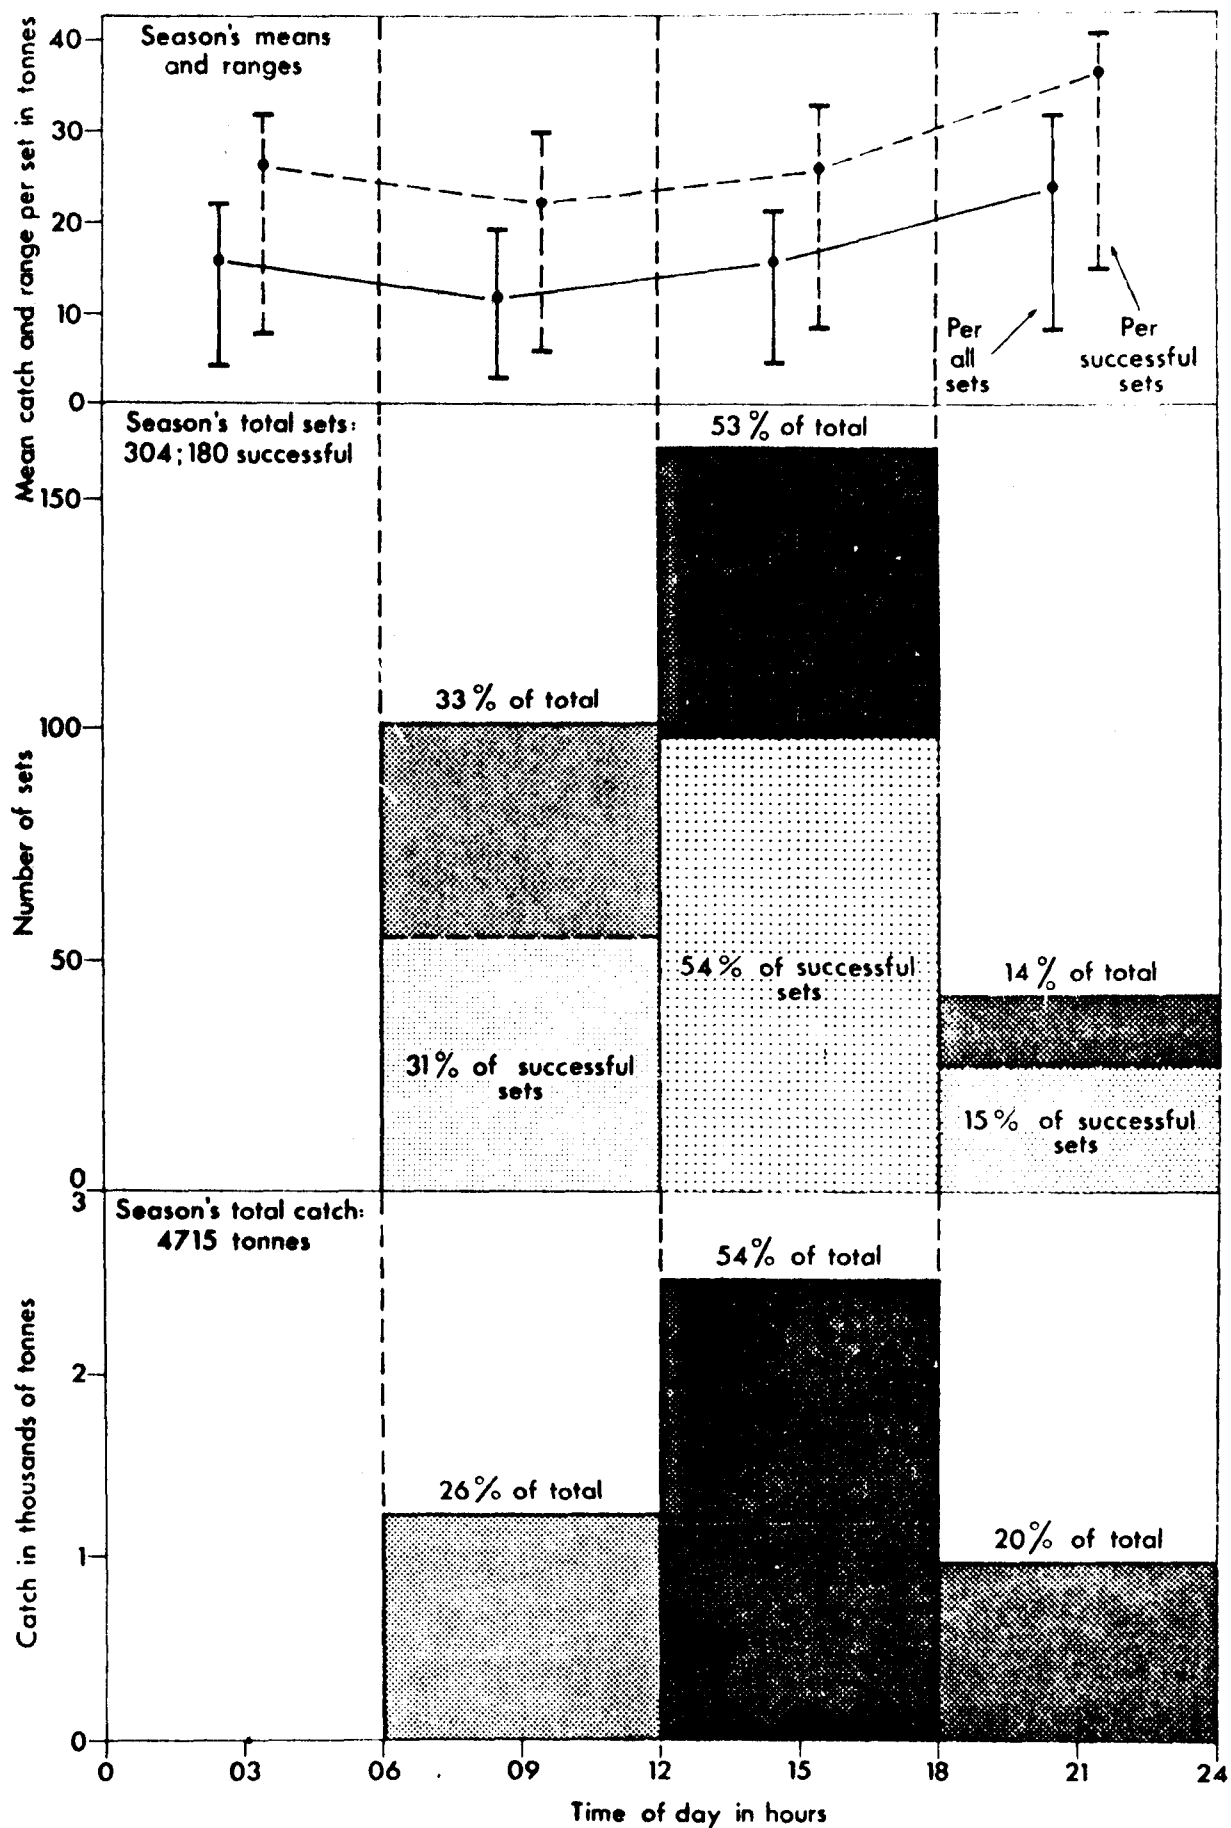 Mean catch and range per set in tonnes
40
30
20
10
0
Season's means
and ranges
Per
all
sets
Per
successful
sets
Number of sets
150
100
50
0
Season's total sets:
304; 180 successful
33% of total
31% of successful
sets
53% of total
54% of successful
sets
14% of total
15% of successful
sets
Catch in thousands of tonnes
3
2
1
0
Season's total catch:
4715 tonnes
26% of total
54% of total
20% of total
0 03 06 09 12 15 18 21 24
Time of day in hours